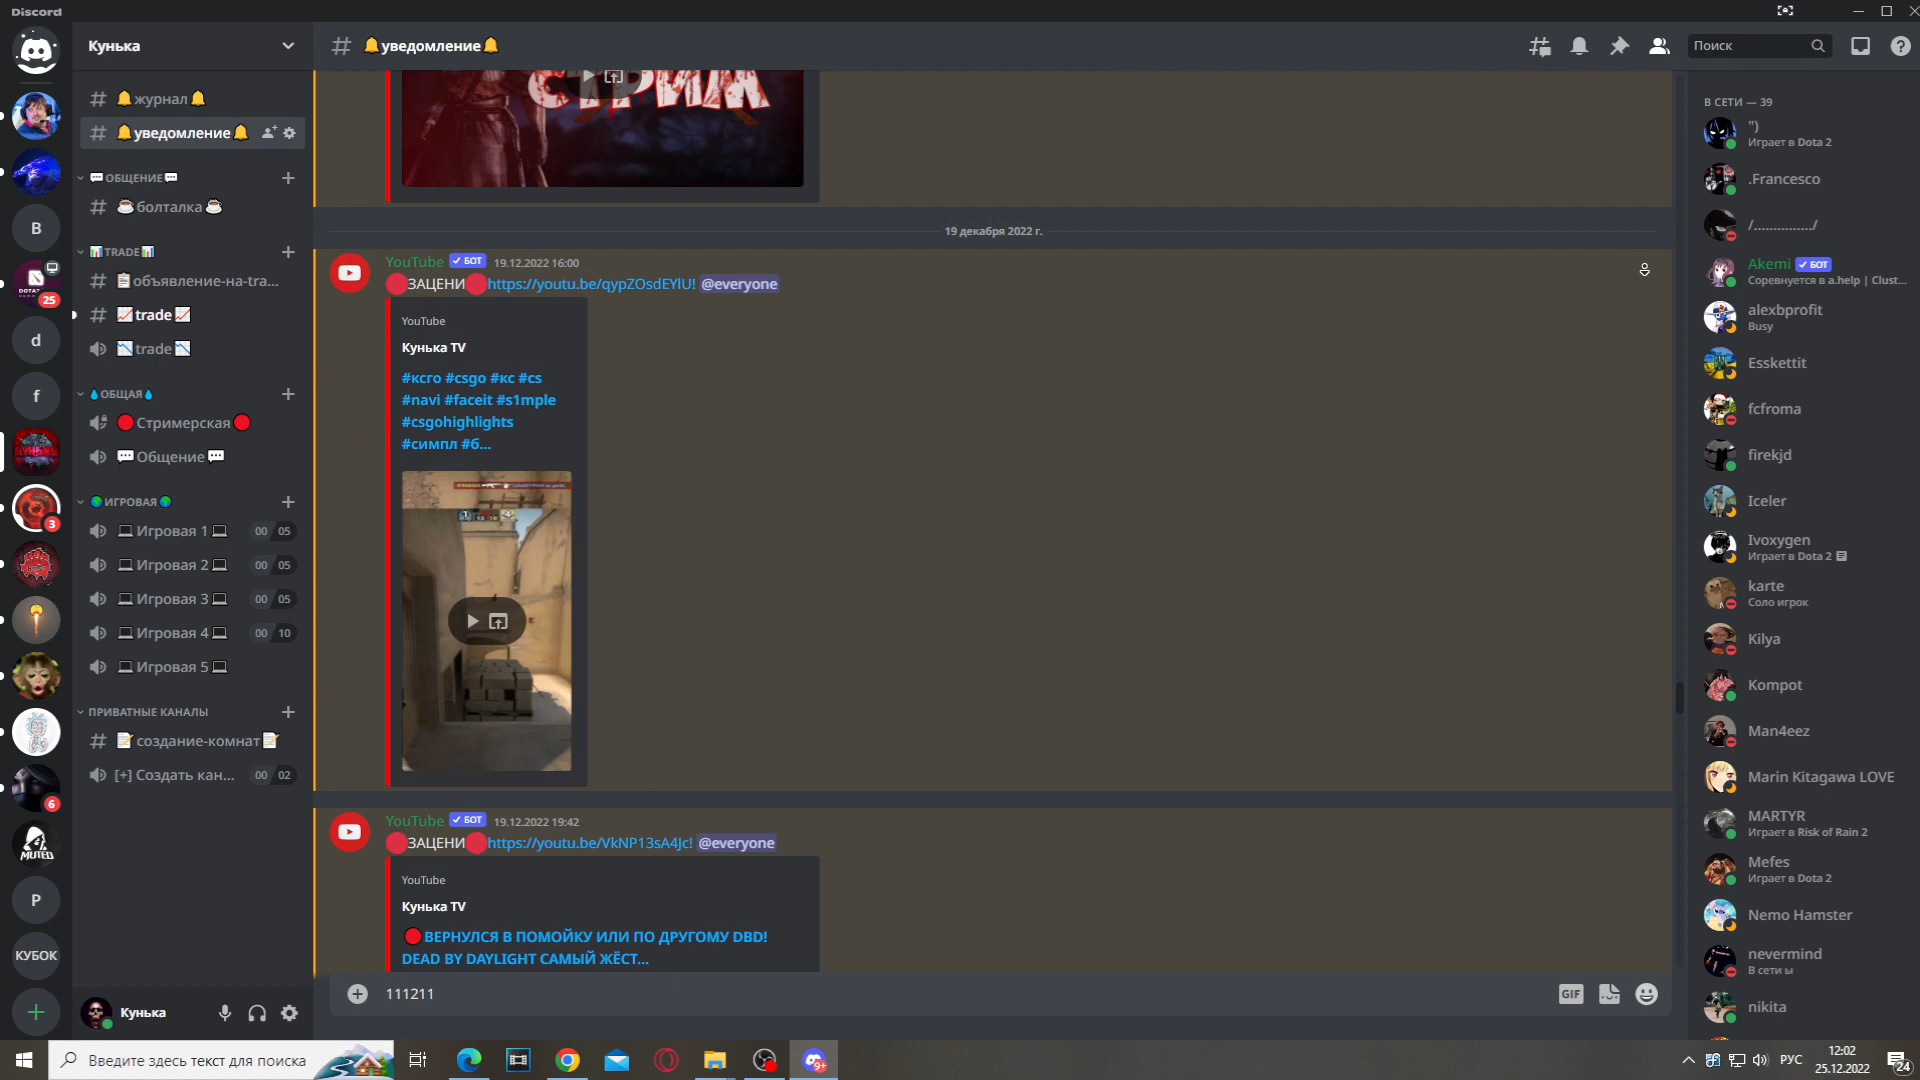 Discord
Кунька
# 🔔уведомление🔔
Поиск
# 🔔журнал🔔
# 🔔уведомление🔔
💬ОБЩЕНИЕ💬
# ☕болталка☕
📊TRADE📊
# 📋объявление-на-tra...
# 📈trade📈
📉trade📉
💧ОБЩАЯ💧
🔴Стримерская🔴
💬Общение💬
🌍ИГРОВАЯ🌍
💻Игровая 1💻 00 05
💻Игровая 2💻 00 05
💻Игровая 3💻 00 05
💻Игровая 4💻 00 10
💻Игровая 5💻
ПРИВАТНЫЕ КАНАЛЫ
# 📝создание-комнат📝
[+] Создать кан... 00 02
Кунька
B
25
d
f
3
6
MUTED
P
КУБОК
СТРИМ
19 декабря 2022 г.
YouTube ✓ БОТ 19.12.2022 16:00
🔴ЗАЦЕНИ🔴https://youtu.be/qypZOsdEYlU! @everyone
YouTube
Кунька TV
#ксго #csgo #кс #cs
#navi #faceit #s1mple
#csgohighlights
#симпл #б...
YouTube ✓ БОТ 19.12.2022 19:42
🔴ЗАЦЕНИ🔴https://youtu.be/VkNP13sA4Jc! @everyone
YouTube
Кунька TV
🔴ВЕРНУЛСЯ В ПОМОЙКУ ИЛИ ПО ДРУГОМУ DBD!
DEAD BY DAYLIGHT САМЫЙ ЖЁСТ...
111211
GIF
В СЕТИ — 39
")
Играет в Dota 2
.Francesco
/.............../
Akemi ✓ БОТ
Соревнуется в a.help | Clust...
alexbprofit
Busy
Esskettit
fcfroma
firekjd
Iceler
Ivoxygen
Играет в Dota 2
karte
Соло игрок
Kilya
Kompot
Man4eez
Marin Kitagawa LOVE
MARTYR
Играет в Risk of Rain 2
Mefes
Играет в Dota 2
Nemo Hamster
nevermind
В сети ы
nikita
Введите здесь текст для поиска
9+
РУС
12:02
25.12.2022
24